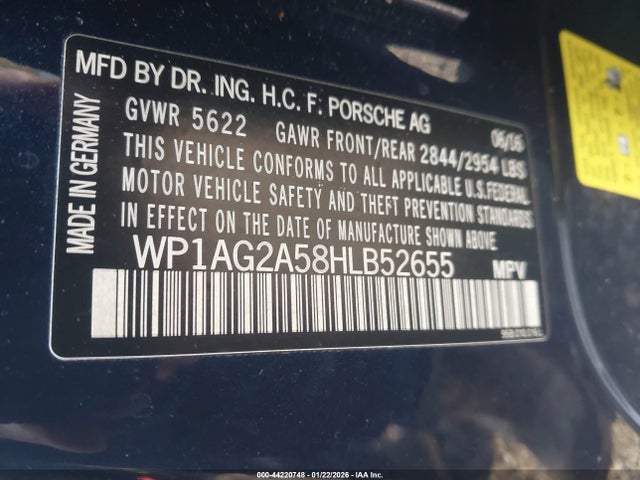 MFD BY DR. ING. H.C. F. PORSCHE AG 06/16
GVWR 5622 GAWR FRONT/REAR 2844/2954 LBS
THIS VEHICLE CONFORMS TO ALL APPLICABLE U.S.FEDERAL
MOTOR VEHICLE SAFETY AND THEFT PREVENTION STANDARDS
IN EFFECT ON THE DATE OF MANUFACTURE SHOWN ABOVE
WP1AG2A58HLB52655 MPV
MADE IN GERMANY
000-44220748 - 01/22/2026 - IAA Inc.